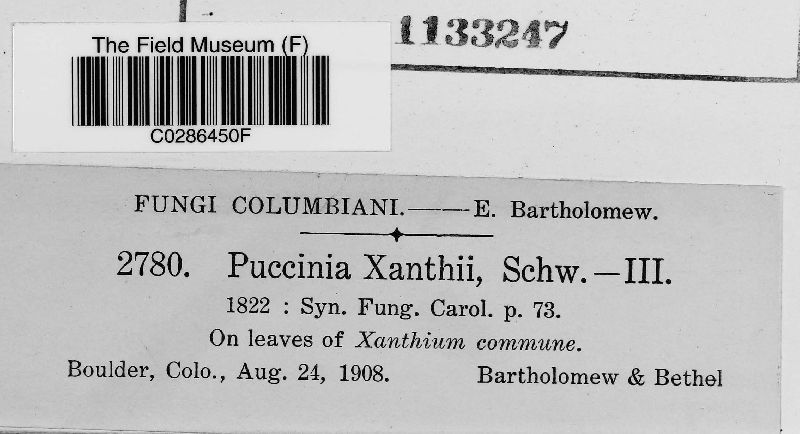 The Field Museum (F)
C0286450F
1133247
FUNGI COLUMBIANI.——E. Bartholomew.
2780. Puccinia Xanthii, Schw.—III.
1822 : Syn. Fung. Carol. p. 73.
On leaves of Xanthium commune.
Boulder, Colo., Aug. 24, 1908. Bartholomew & Bethel